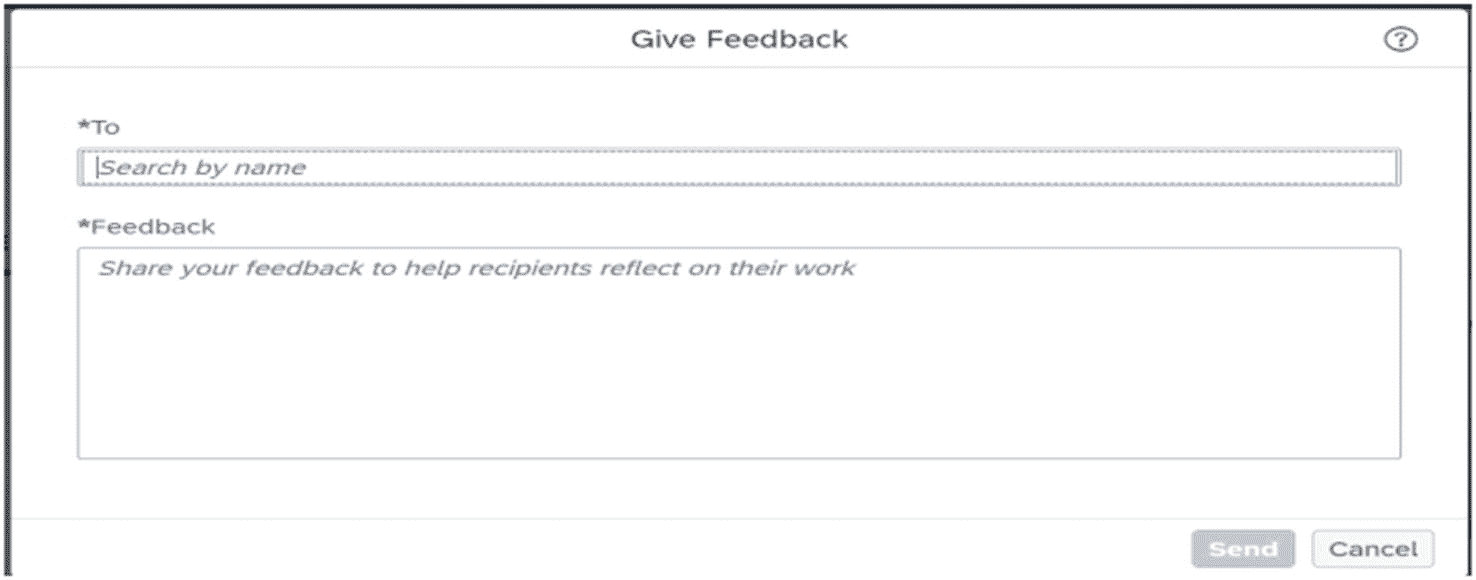 Give Feedback
?
*To
Search by name
*Feedback
Share your feedback to help recipients reflect on their work
Send
Cancel